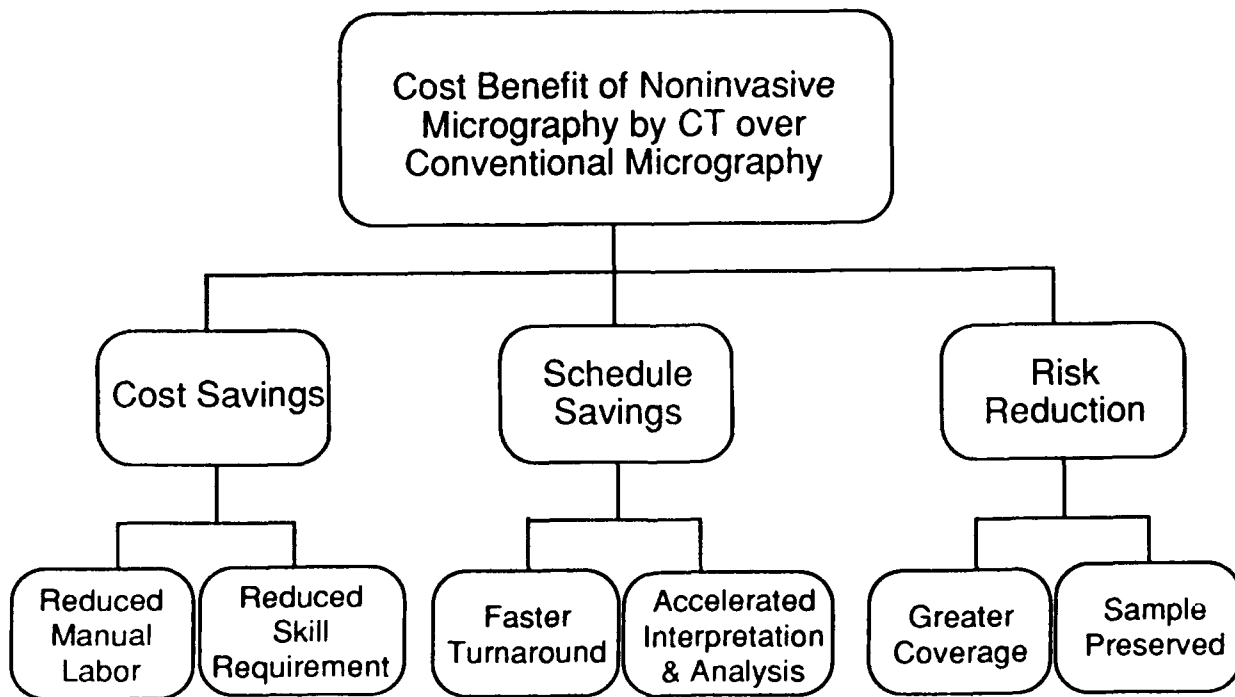 Cost Benefit of Noninvasive
Micrography by CT over
Conventional Micrography
Cost Savings
Schedule
Savings
Risk
Reduction
Reduced
Manual
Labor
Reduced
Skill
Requirement
Faster
Turnaround
Accelerated
Interpretation
& Analysis
Greater
Coverage
Sample
Preserved